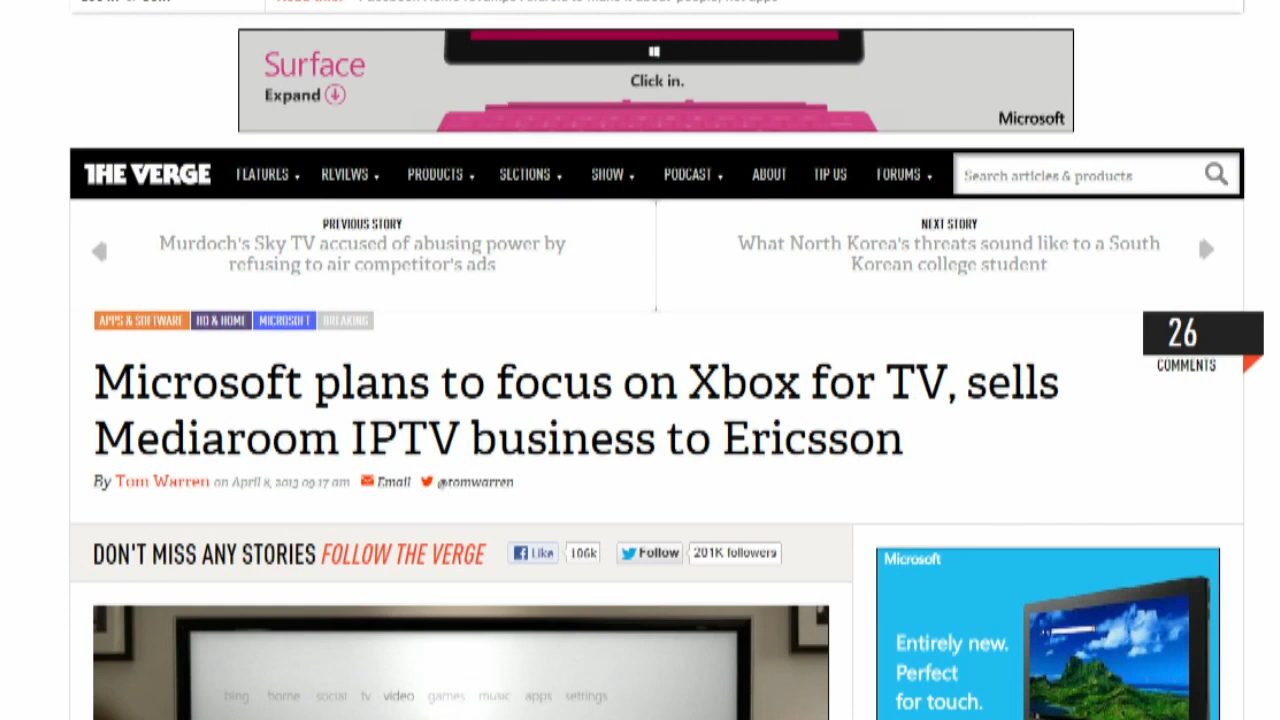 Surface
Expand
Click in.
Microsoft
THE VERGE FEATURES REVIEWS PRODUCTS SECTIONS SHOW PODCAST ABOUT TIP US FORUMS Search articles & products
PREVIOUS STORY
Murdoch's Sky TV accused of abusing power by
refusing to air competitor's ads
NEXT STORY
What North Korea's threats sound like to a South
Korean college student
APPS & SOFTWARE HD & HOME MICROSOFT BREAKING
26
COMMENTS
Microsoft plans to focus on Xbox for TV, sells
Mediaroom IPTV business to Ericsson
By Tom Warren on April 8, 2013 09:17 am Email @tomwarren
DON'T MISS ANY STORIES FOLLOW THE VERGE Like 106k Follow 201K followers
bing home social tv video games music apps settings
Microsoft
Entirely new.
Perfect
for touch.